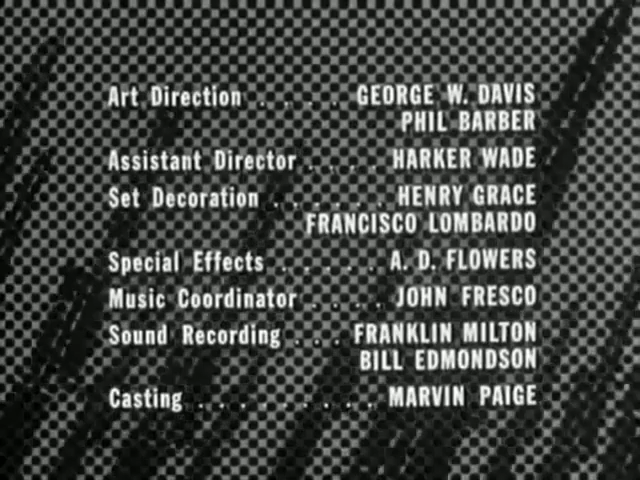 Art Direction . . . . GEORGE W. DAVIS
PHIL BARBER
Assistant Director . . . . HARKER WADE
Set Decoration . . . . . . HENRY GRACE
FRANCISCO LOMBARDO
Special Effects . . . . . A. D. FLOWERS
Music Coordinator . . . . JOHN FRESCO
Sound Recording . . . FRANKLIN MILTON
BILL EDMONDSON
Casting . . . . . . . . . MARVIN PAIGE